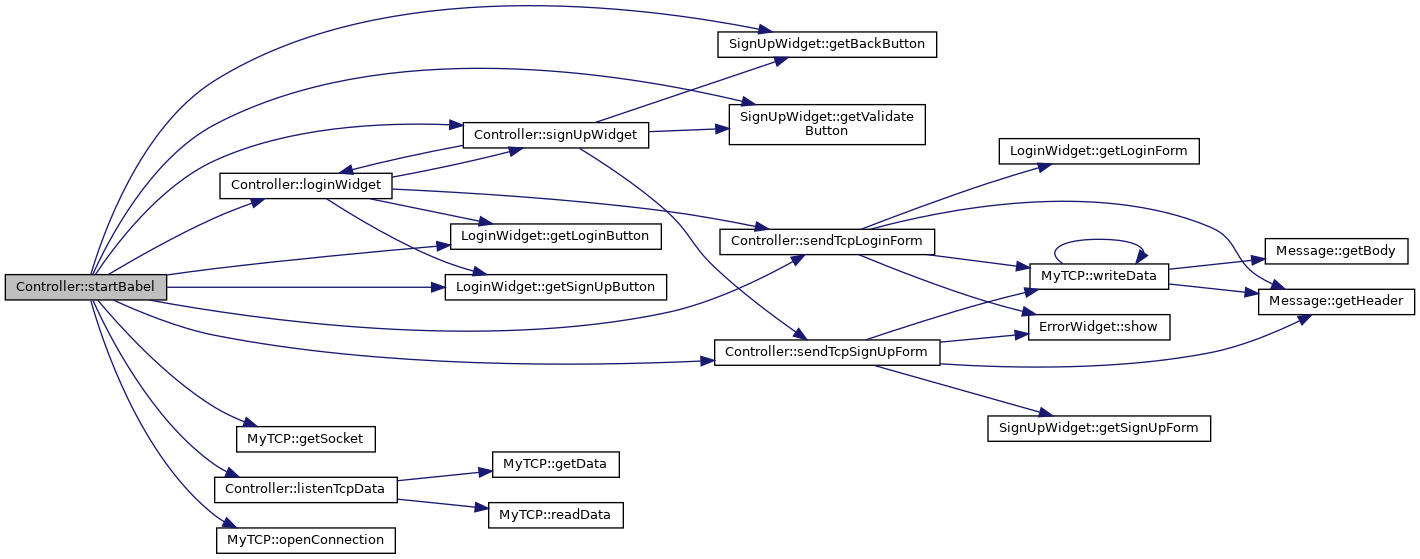 SignUpWidget::getBackButton
SignUpWidget::getValidate
Button
Controller::signUpWidget
LoginWidget::getLoginForm
Controller::loginWidget
LoginWidget::getLoginButton
Controller::sendTcpLoginForm
Message::getBody
MyTCP::writeData
Controller::startBabel
LoginWidget::getSignUpButton
Message::getHeader
ErrorWidget::show
Controller::sendTcpSignUpForm
SignUpWidget::getSignUpForm
MyTCP::getSocket
MyTCP::getData
Controller::listenTcpData
MyTCP::readData
MyTCP::openConnection